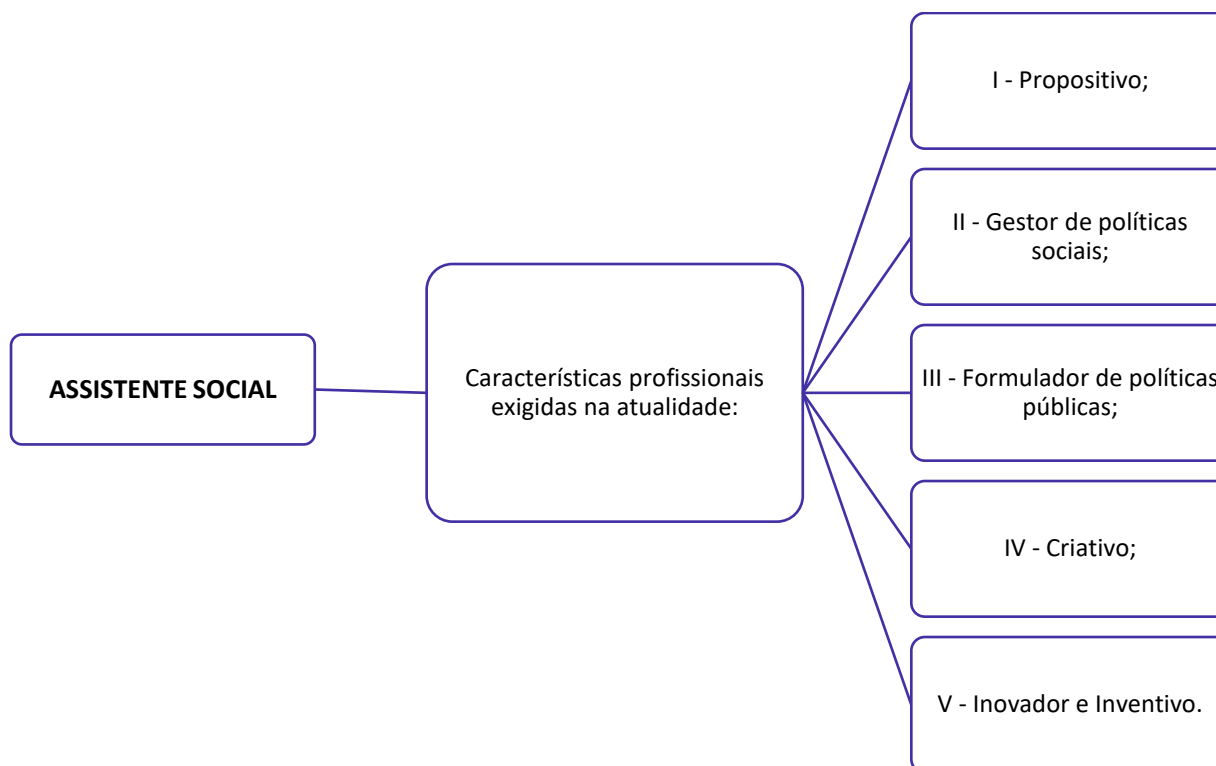 I - Propositivo;
II - Gestor de políticas
sociais;
ASSISTENTE SOCIAL
Características profissionais
exigidas na atualidade:
III - Formulador de políticas
públicas;
IV - Criativo;
V - Inovador e Inventivo.